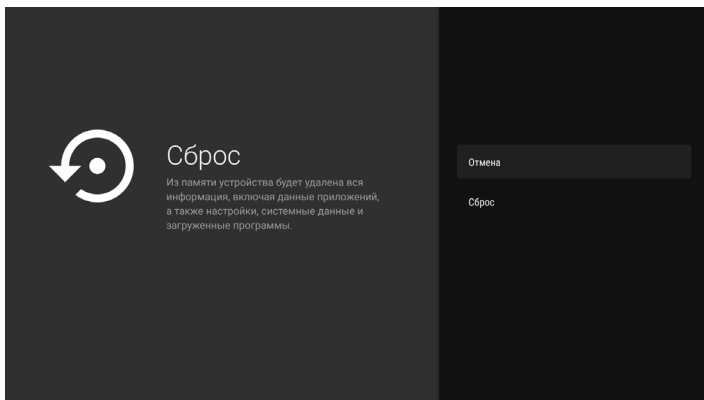 Сброс
Из памяти устройства будет удалена вся
информация, включая данные приложений,
а также настройки, системные данные и
загруженные программы.
Отмена
Сброс